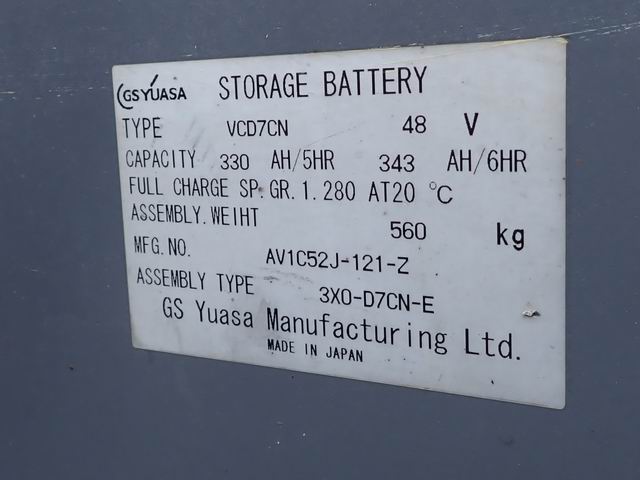 GS YUASA STORAGE BATTERY
TYPE VCD7CN 48 V
CAPACITY 330 AH/5HR 343 AH/6HR
FULL CHARGE SP. GR. 1.280 AT20 °C
ASSEMBLY. WEIHT 560 kg
MFG. NO. AV1C52J-121-Z
ASSEMBLY TYPE 3X0-D7CN-E
GS Yuasa Manufacturing Ltd.
MADE IN JAPAN